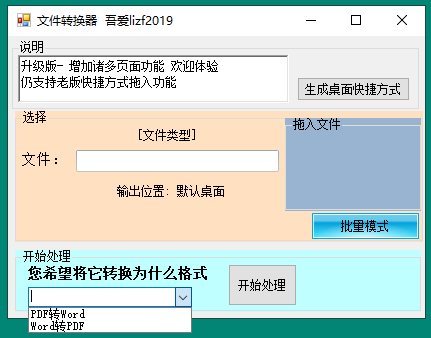 文件转换器 吾爱lizf2019
说明
升级版- 增加诸多页面功能 欢迎体验
仍支持老版快捷方式拖入功能
生成桌面快捷方式
选择
[文件类型]
拖入文件
文件：
输出位置：默认桌面
批量模式
开始处理
您希望将它转换为什么格式
开始处理
PDF转Word
Word转PDF